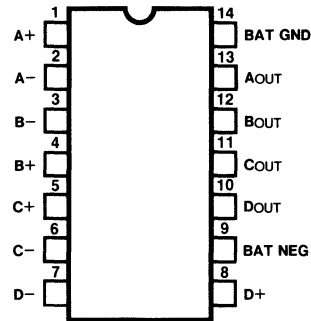 1 14
A+ BAT GND
2 13
A− AOUT
3 12
B− BOUT
4 11
B+ COUT
5 10
C+ DOUT
6 9
C− BAT NEG
7 8
D− D+